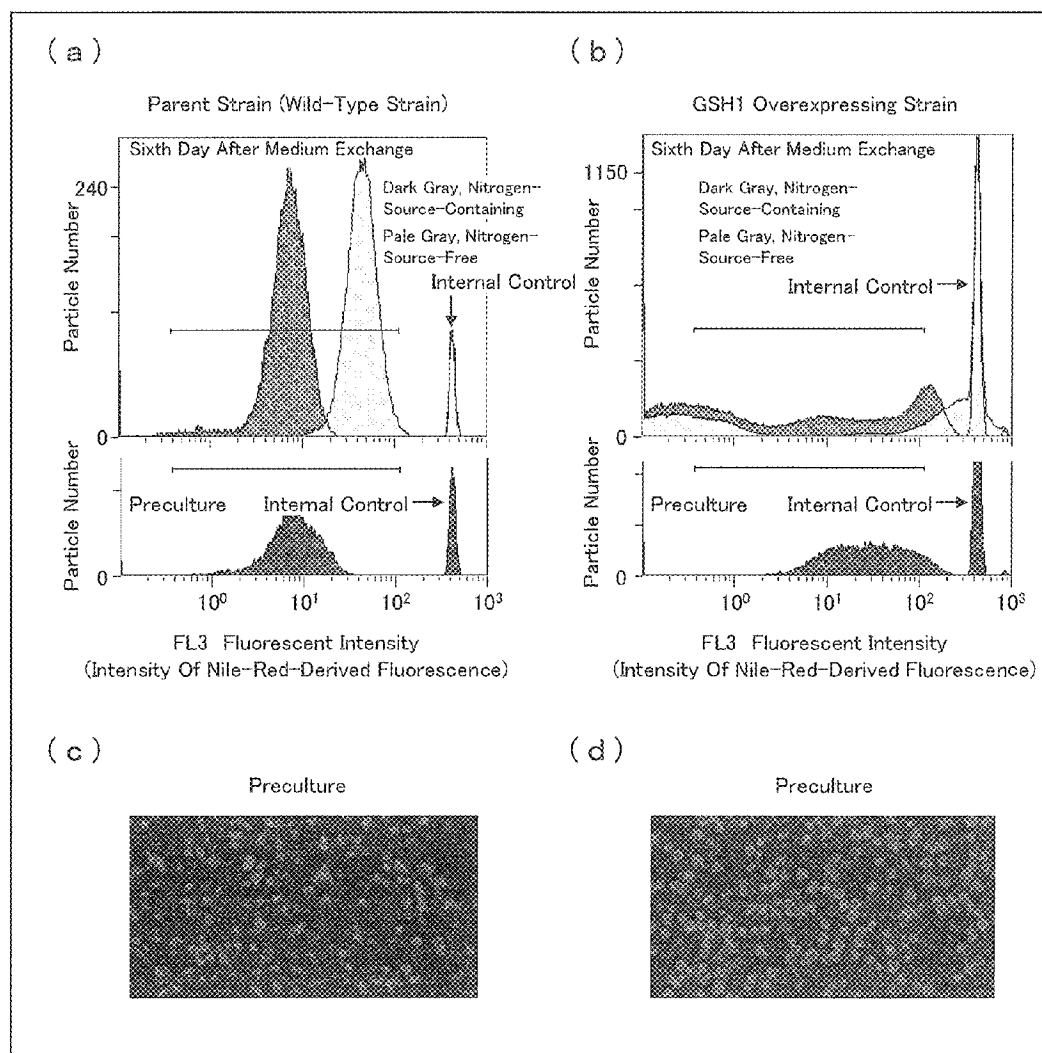 (a)
Parent Strain (Wild-Type Strain)
Sixth Day After Medium Exchange
240
Dark Gray, Nitrogen-
Source-Containing
Pale Gray, Nitrogen-
Source-Free
Internal Control
Particle Number
0
Preculture
Internal Control
Particle Number
0
10⁰
10¹
10²
10³
FL3 Fluorescent Intensity
(Intensity Of Nile-Red-Derived Fluorescence)
(b)
GSH1 Overexpressing Strain
Sixth Day After Medium Exchange
1150
Dark Gray, Nitrogen-
Source-Containing
Pale Gray, Nitrogen-
Source-Free
Internal Control
Particle Number
0
Preculture
Internal Control
Particle Number
0
10⁰
10¹
10²
10³
FL3 Fluorescent Intensity
(Intensity Of Nile-Red-Derived Fluorescence)
(c)
Preculture
(d)
Preculture